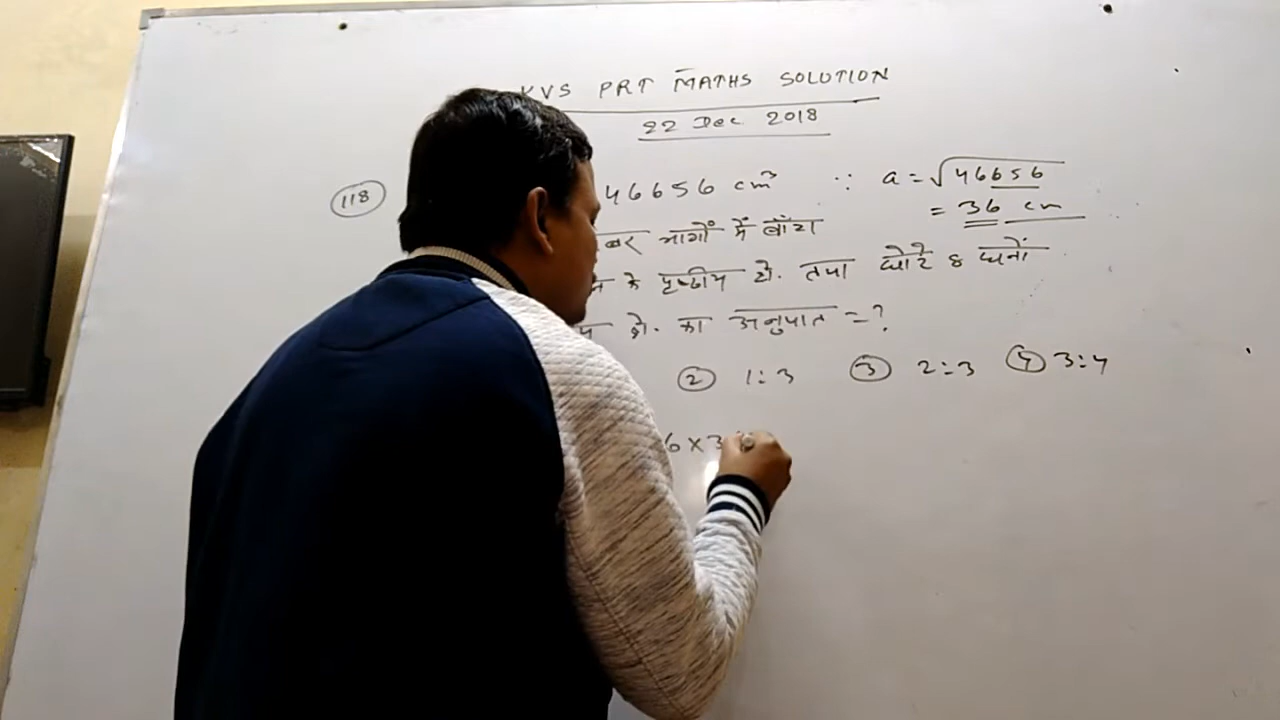 KVS PRT MATHS SOLUTION
22 Dec 2018
118 46656 cm³ ∵ a = √46656
= 36 cm
भागों में बाँटा
के पृष्ठीय क्षे. तथा छोटे 8 घनों
क्षे. का अनुपात = ?
② 1:3 ③ 2:3 ④ 3:4
6×3